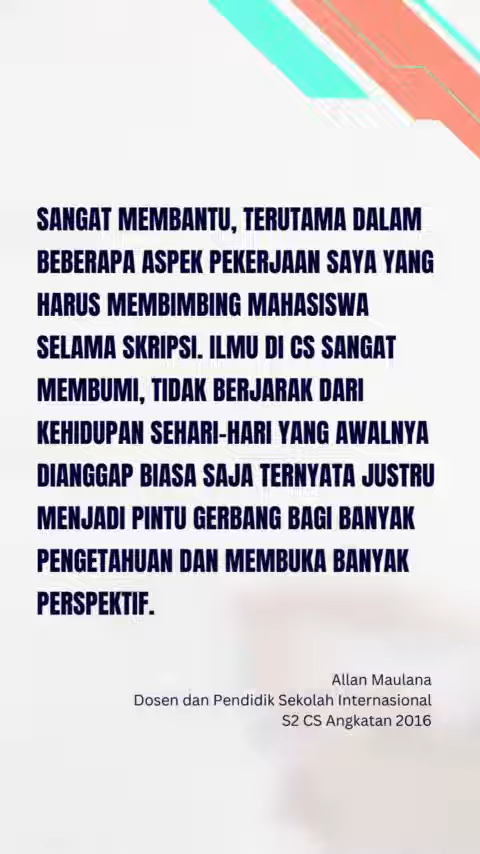 SANGAT MEMBANTU, TERUTAMA DALAM
BEBERAPA ASPEK PEKERJAAN SAYA YANG
HARUS MEMBIMBING MAHASISWA
SELAMA SKRIPSI. ILMU DI CS SANGAT
MEMBUMI, TIDAK BERJARAK DARI
KEHIDUPAN SEHARI-HARI YANG AWALNYA
DIANGGAP BIASA SAJA TERNYATA JUSTRU
MENJADI PINTU GERBANG BAGI BANYAK
PENGETAHUAN DAN MEMBUKA BANYAK
PERSPEKTIF.
Allan Maulana
Dosen dan Pendidik Sekolah Internasional
S2 CS Angkatan 2016